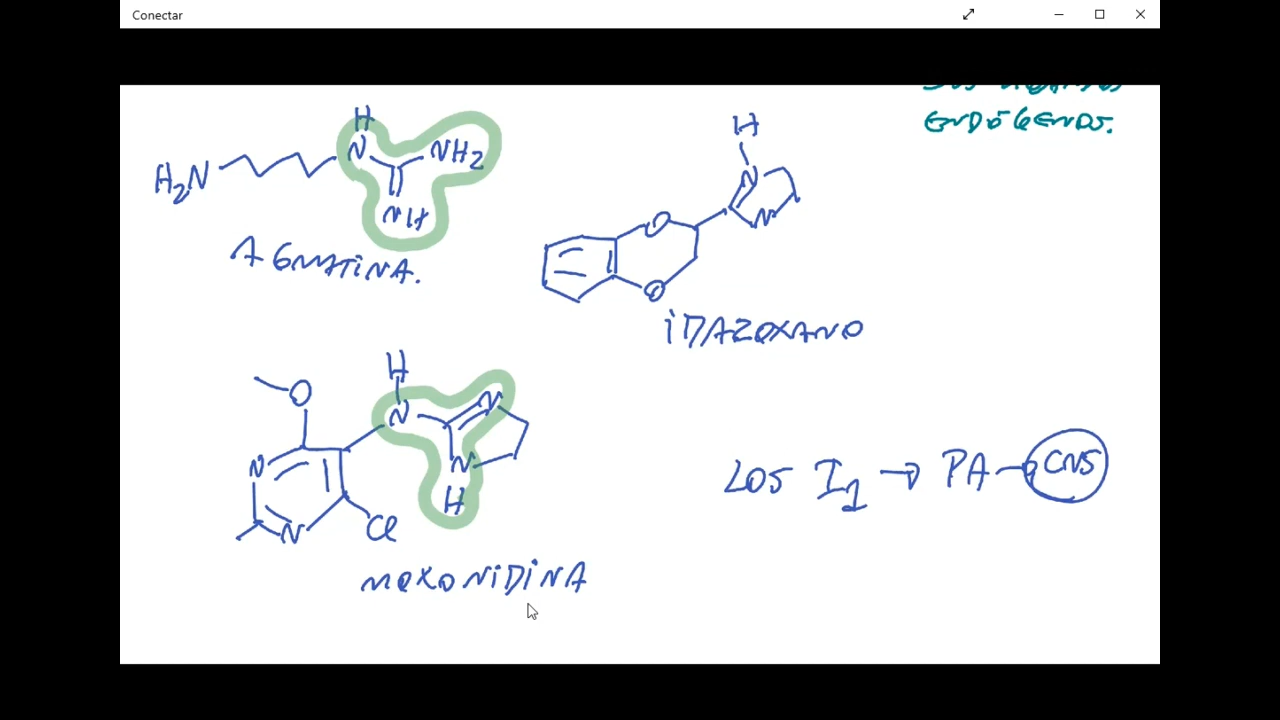 Conectar
ENDÓGENOS.
H
H₂N N NH₂
NH
AGMATINA.
H
N
N
O
O
IDAZOXANO
H
O N N
N N
H
N Cl
MOXONIDINA
LOS I₁ → PA → CNS